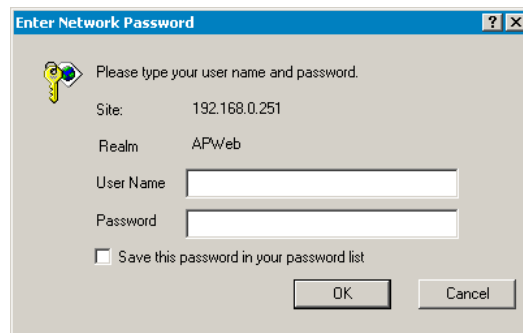 Enter Network Password
Please type your user name and password.
Site: 192.168.0.251
Realm APWeb
User Name
Password
Save this password in your password list
OK Cancel